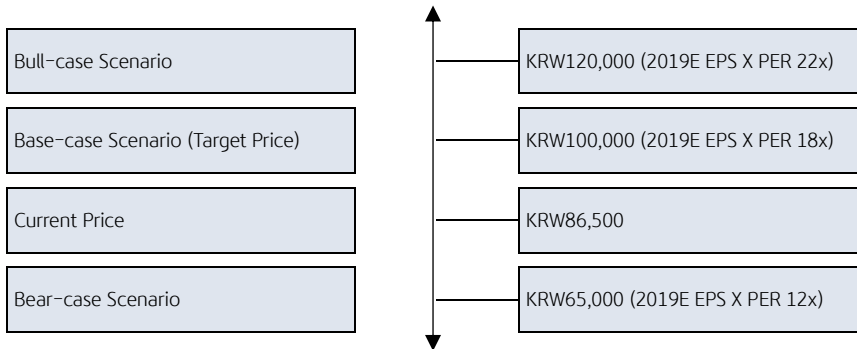 Bull-case Scenario
KRW120,000 (2019E EPS X PER 22x)
Base-case Scenario (Target Price)
KRW100,000 (2019E EPS X PER 18x)
Current Price
KRW86,500
Bear-case Scenario
KRW65,000 (2019E EPS X PER 12x)